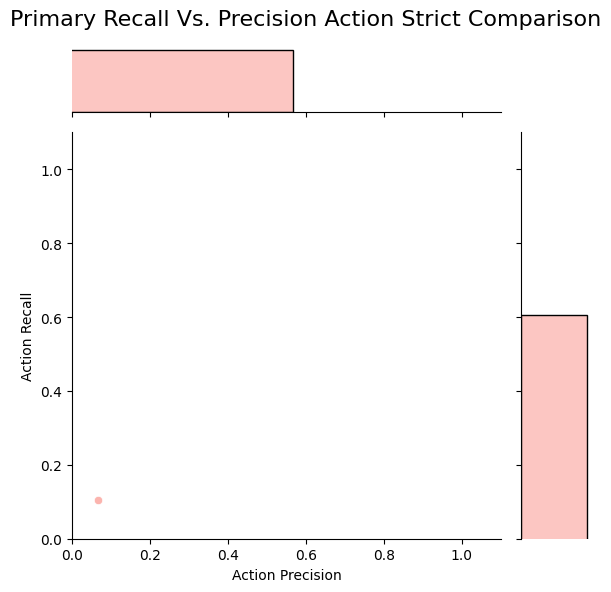 Primary Recall Vs. Precision Action Strict Comparison
1.0
0.8
0.6
0.4
0.2
0.0
Action Recall
0.0 0.2 0.4 0.6 0.8 1.0
Action Precision